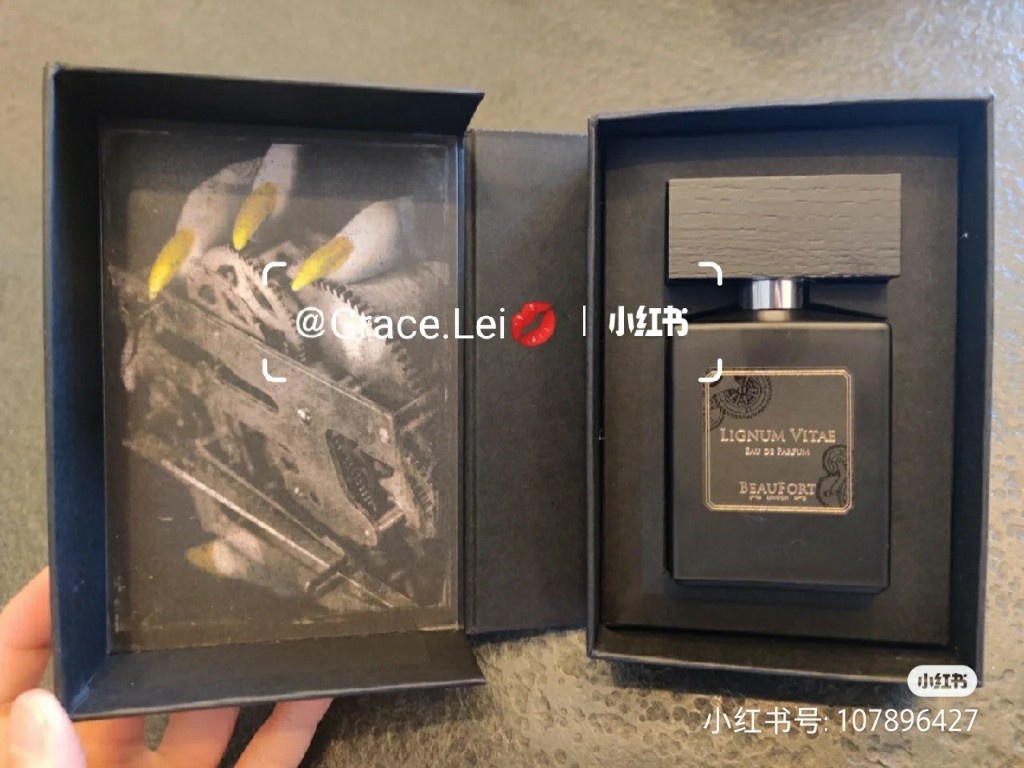 @Grace.Lei💋 | 小红书
LIGNUM VITAE
EAU DE PARFUM
BEAUFORT
LONDON
小红书
小红书号: 107896427